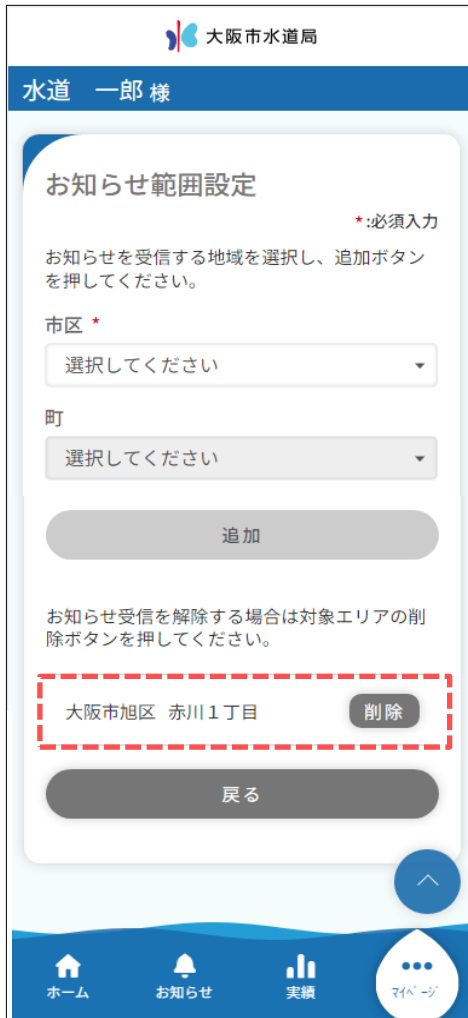 大阪市水道局
水道　一郎 様
お知らせ範囲設定
*:必須入力
お知らせを受信する地域を選択し、追加ボタン
を押してください。
市区 *
選択してください
町
選択してください
追加
お知らせ受信を解除する場合は対象エリアの削
除ボタンを押してください。
大阪市旭区 赤川１丁目 削除
戻る
ホーム お知らせ 実績 ﾏｲﾍﾟｰｼﾞ